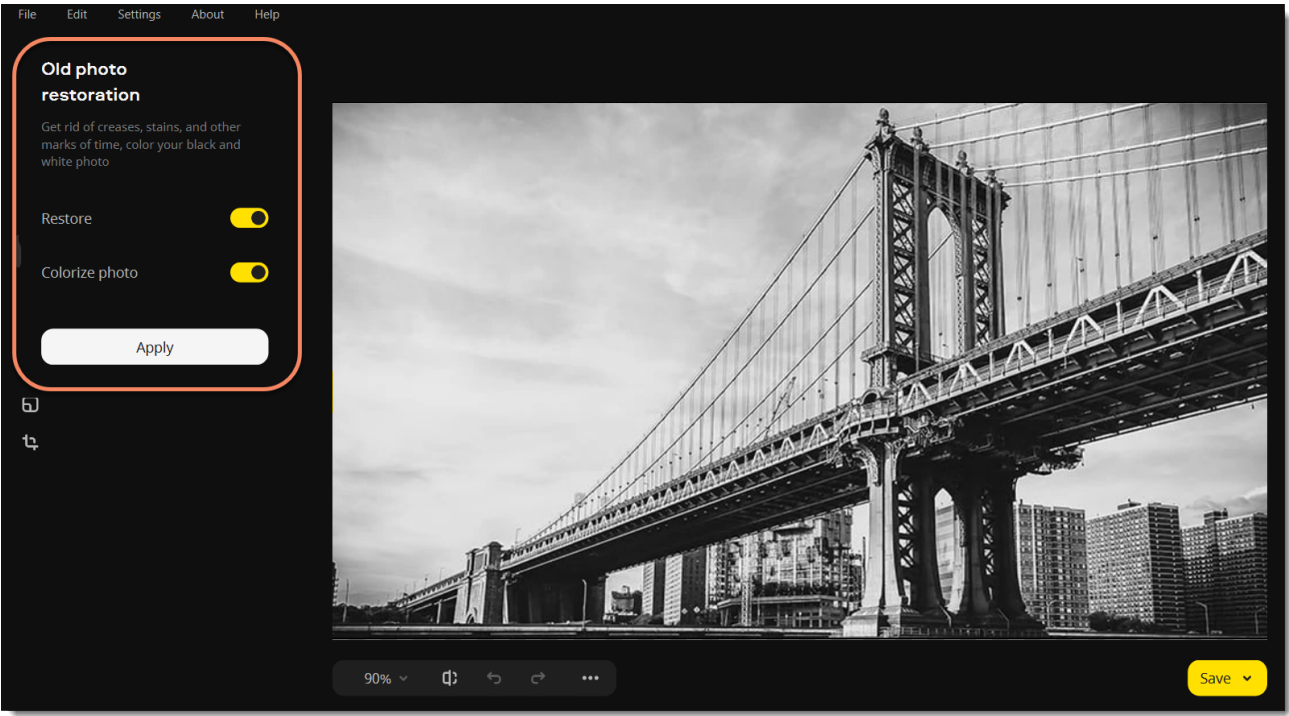 File Edit Settings About Help
Old photo
restoration
Get rid of creases, stains, and other
marks of time, color your black and
white photo
Restore
Colorize photo
Apply
90%
Save